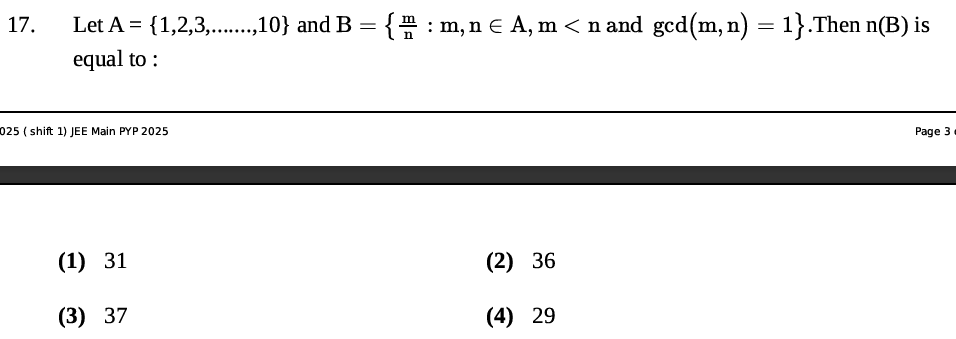 17. Let A = {1,2,3,.......,10} and B = {m/n : m, n ∈ A, m < n and gcd(m, n) = 1}.Then n(B) is
equal to :
025 ( shift 1) JEE Main PYP 2025 Page 3
(1) 31 (2) 36
(3) 37 (4) 29